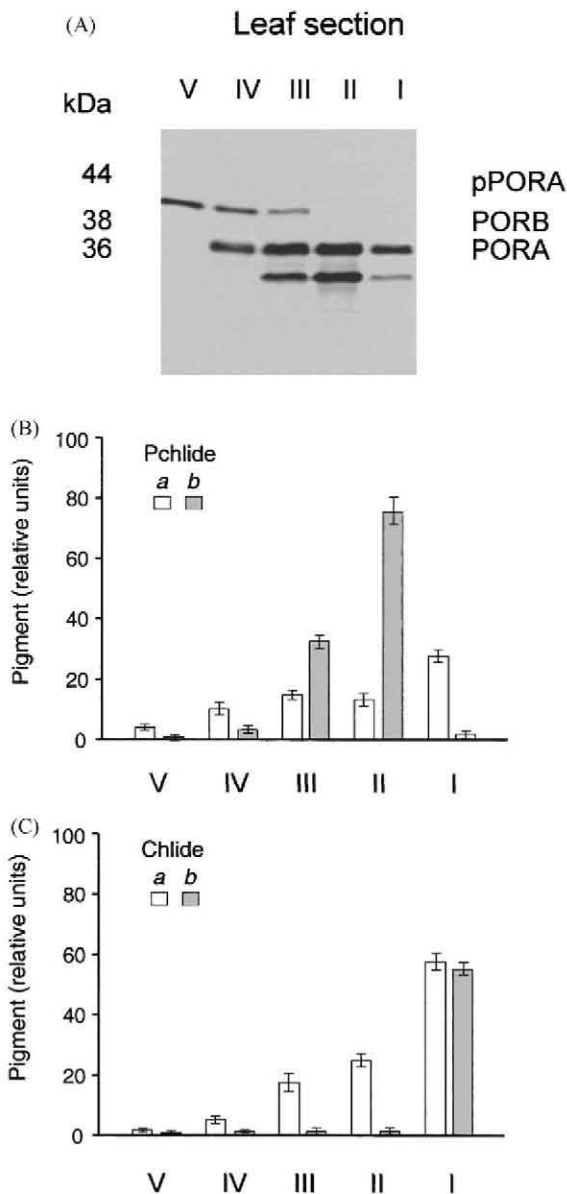 (A) Leaf section
kDa V IV III II I
44 pPORA
38 PORB
36 PORA
(B)
Pigment (relative units)
100
80
60
40
20
0
Pchlide
a b
V IV III II I
(C)
Pigment (relative units)
100
80
60
40
20
0
Chlide
a b
V IV III II I